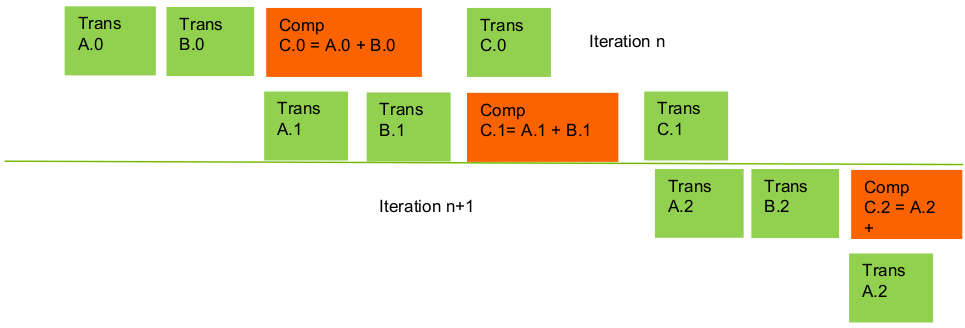 Trans
A.0
Trans
B.0
Comp
C.0 = A.0 + B.0
Trans
C.0
Iteration n
Trans
A.1
Trans
B.1
Comp
C.1= A.1 + B.1
Trans
C.1
Iteration n+1
Trans
A.2
Trans
B.2
Comp
C.2 = A.2
+
Trans
A.2